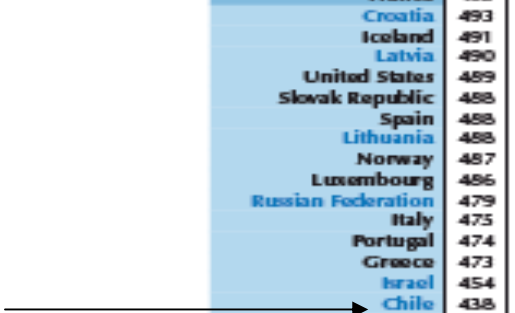 Croatia 493
Iceland 491
Latvia 490
United States 489
Slovak Republic 488
Spain 488
Lithuania 488
Norway 487
Luxembourg 486
Russian Federation 479
Italy 475
Portugal 474
Greece 473
Israel 454
Chile 438